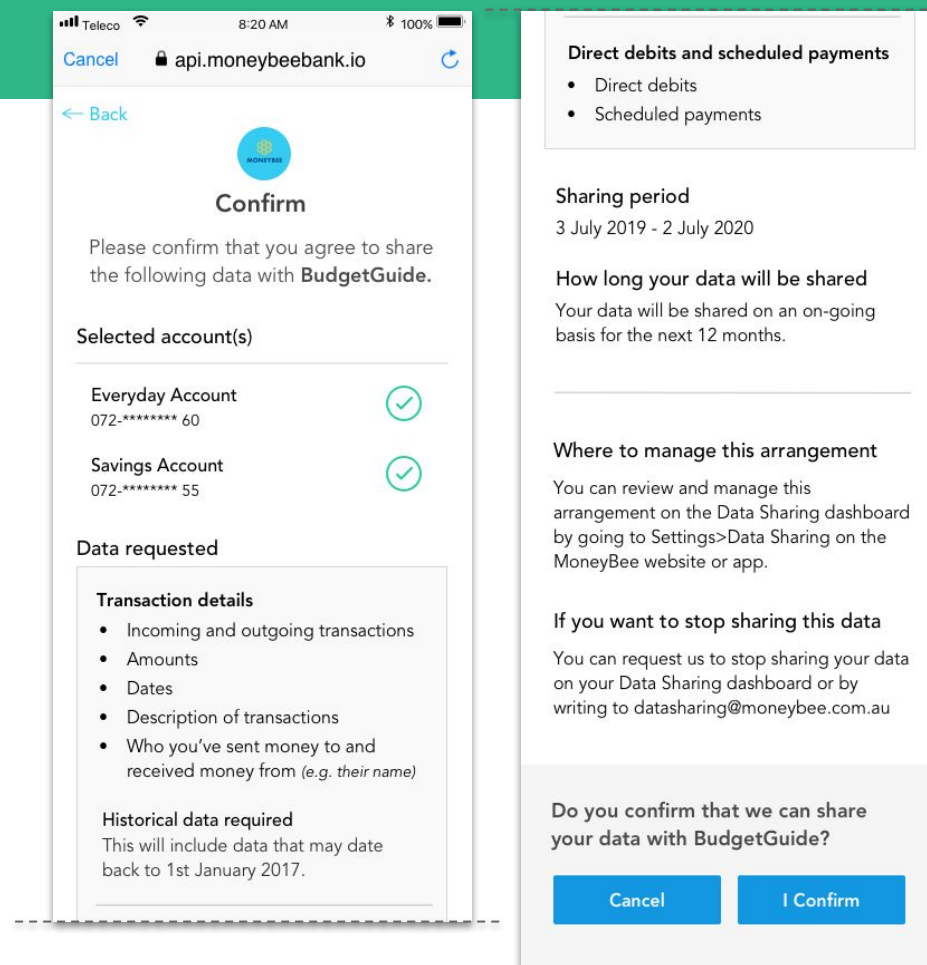 Teleco
8:20 AM
100%
Cancel
api.moneybeebank.io
← Back
MONEYBEE
Confirm
Please confirm that you agree to share
the following data with BudgetGuide.
Selected account(s)
Everyday Account
072-******** 60
Savings Account
072-******** 55
Data requested
Transaction details
• Incoming and outgoing transactions
• Amounts
• Dates
• Description of transactions
• Who you’ve sent money to and
received money from (e.g. their name)
Historical data required
This will include data that may date
back to 1st January 2017.
Direct debits and scheduled payments
• Direct debits
• Scheduled payments
Sharing period
3 July 2019 - 2 July 2020
How long your data will be shared
Your data will be shared on an on-going
basis for the next 12 months.
Where to manage this arrangement
You can review and manage this
arrangement on the Data Sharing dashboard
by going to Settings>Data Sharing on the
MoneyBee website or app.
If you want to stop sharing this data
You can request us to stop sharing your data
on your Data Sharing dashboard or by
writing to datasharing@moneybee.com.au
Do you confirm that we can share
your data with BudgetGuide?
Cancel
I Confirm